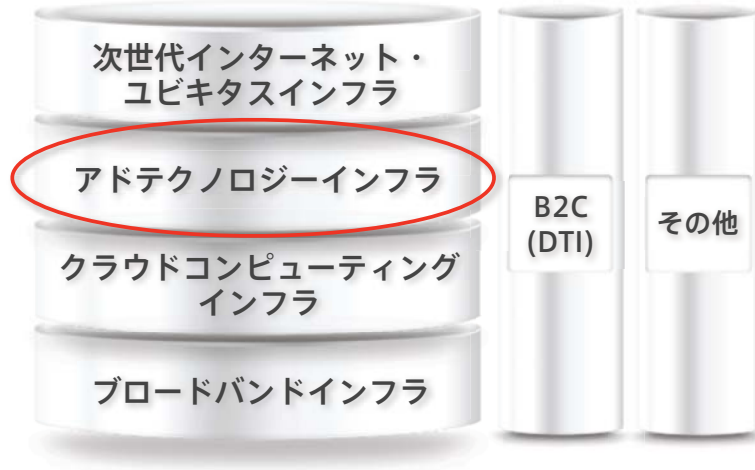 次世代インターネット・
ユビキタスインフラ
アドテクノロジーインフラ
クラウドコンピューティング
インフラ
ブロードバンドインフラ
B2C
(DTI)
その他